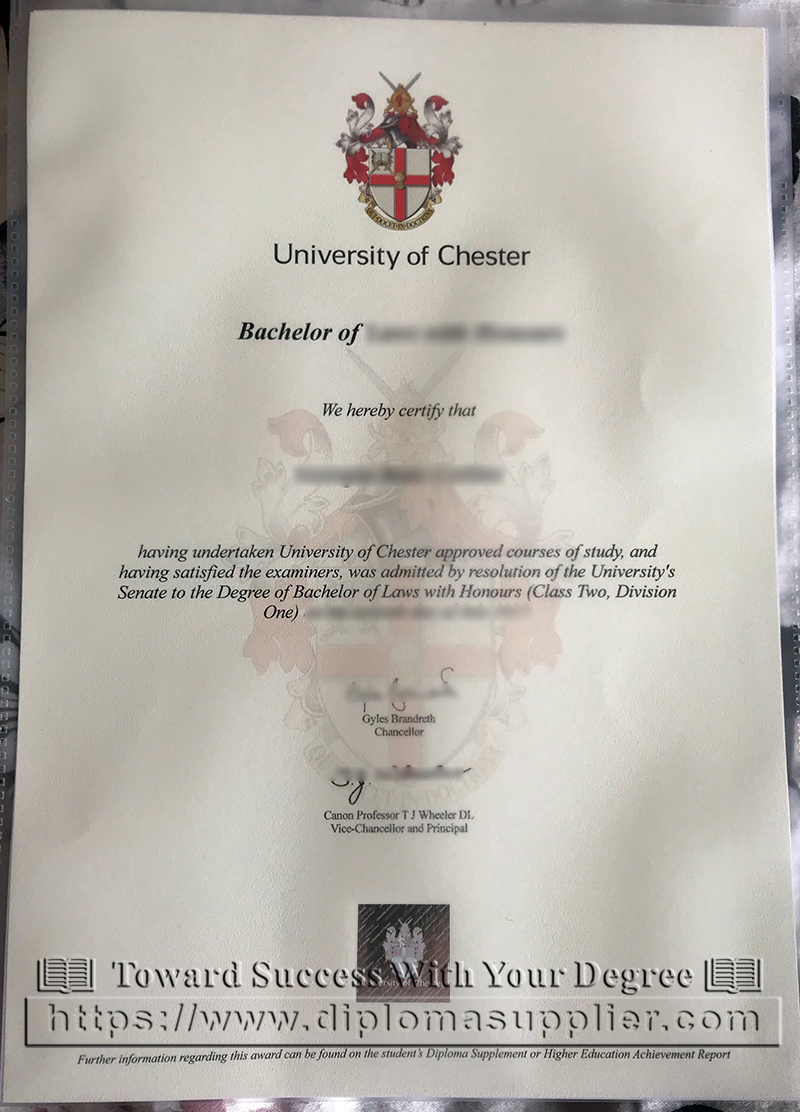 University of Chester
Bachelor of
We hereby certify that
having undertaken University of Chester approved courses of study, and
having satisfied the examiners, was admitted by resolution of the University's
Senate to the Degree of Bachelor of Laws with Honours (Class Two, Division
One)
Gyles Brandreth
Chancellor
Canon Professor T J Wheeler DL
Vice-Chancellor and Principal
Toward Success With Your Degree
https://www.diplomasupplier.com
Further information regarding this award can be found on the student's Diploma Supplement or Higher Education Achievement Report